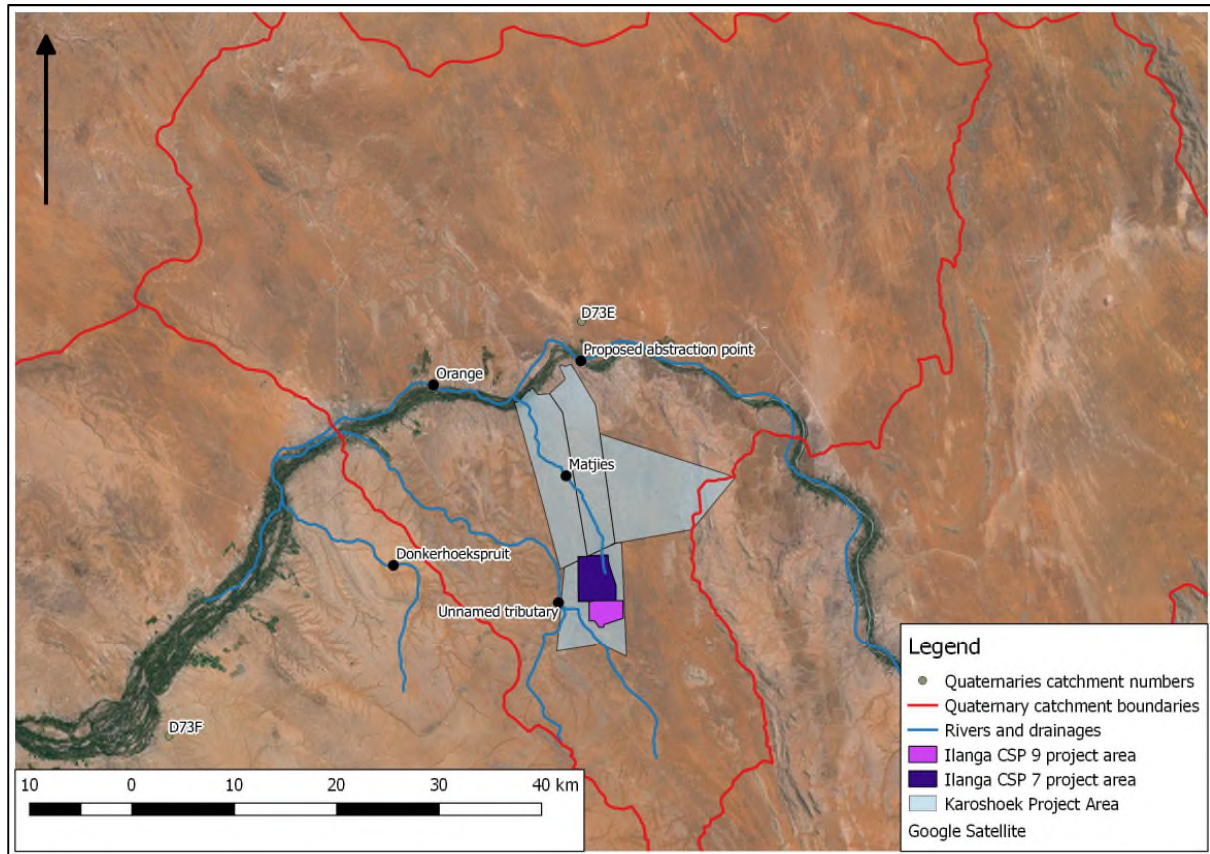 D73E
Proposed abstraction point
Orange
Matjies
Donkerhoekspruit
Unnamed tributary
D73F
10 0 10 20 30 40 km
Legend
Quaternaries catchment numbers
Quaternary catchment boundaries
Rivers and drainages
Ilanga CSP 9 project area
Ilanga CSP 7 project area
Karoshoek Project Area
Google Satellite